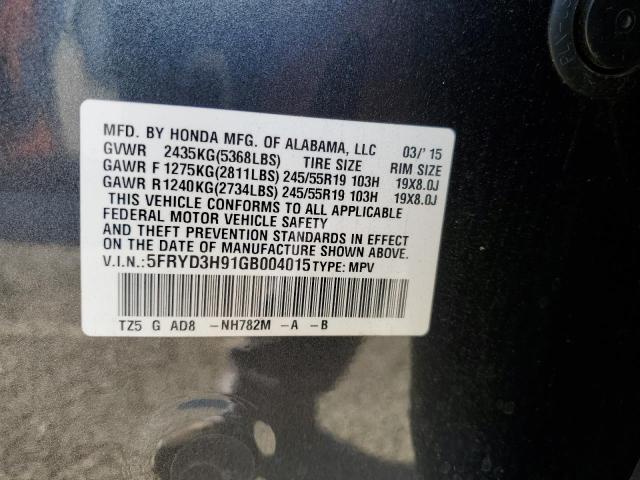 MFD. BY HONDA MFG. OF ALABAMA, LLC 03/'15
GVWR 2435KG(5368LBS) TIRE SIZE RIM SIZE
GAWR F 1275KG(2811LBS) 245/55R19 103H 19X8.0J
GAWR R1240KG(2734LBS) 245/55R19 103H 19X8.0J
THIS VEHICLE CONFORMS TO ALL APPLICABLE
FEDERAL MOTOR VEHICLE SAFETY
AND THEFT PREVENTION STANDARDS IN EFFECT
ON THE DATE OF MANUFACTURE SHOWN ABOVE.
V.I.N.:5FRYD3H91GB004015 TYPE: MPV
TZ5 G AD8 -NH782M -A -B